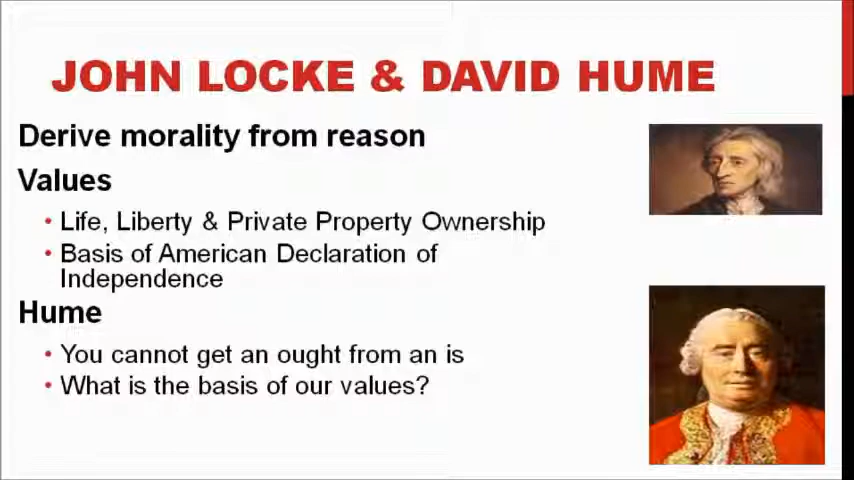 JOHN LOCKE & DAVID HUME
Derive morality from reason
Values
• Life, Liberty & Private Property Ownership
• Basis of American Declaration of
Independence
Hume
• You cannot get an ought from an is
• What is the basis of our values?